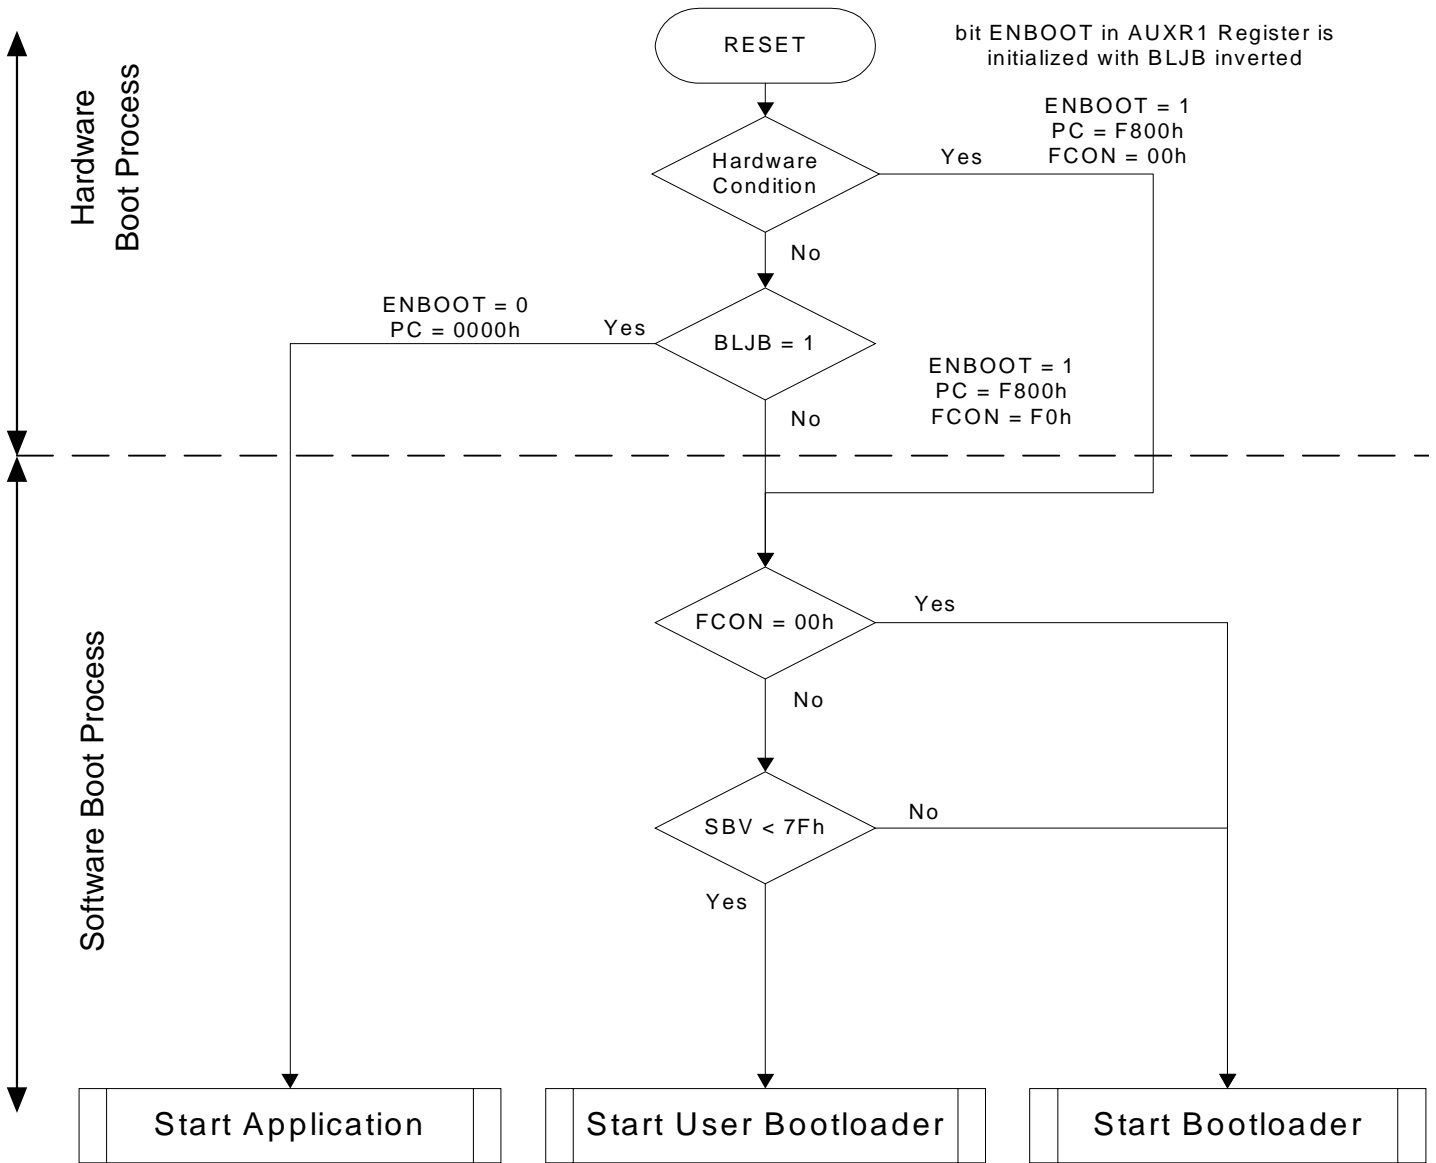 RESET
bit ENBOOT in AUXR1 Register is
initialized with BLJB inverted
Hardware
Boot Process
ENBOOT = 1
PC = F800h
FCON = 00h
Hardware
Condition
Yes
No
ENBOOT = 0
PC = 0000h
Yes
BLJB = 1
ENBOOT = 1
PC = F800h
FCON = F0h
No
Software Boot Process
FCON = 00h
Yes
No
SBV < 7Fh
No
Yes
Start Application
Start User Bootloader
Start Bootloader